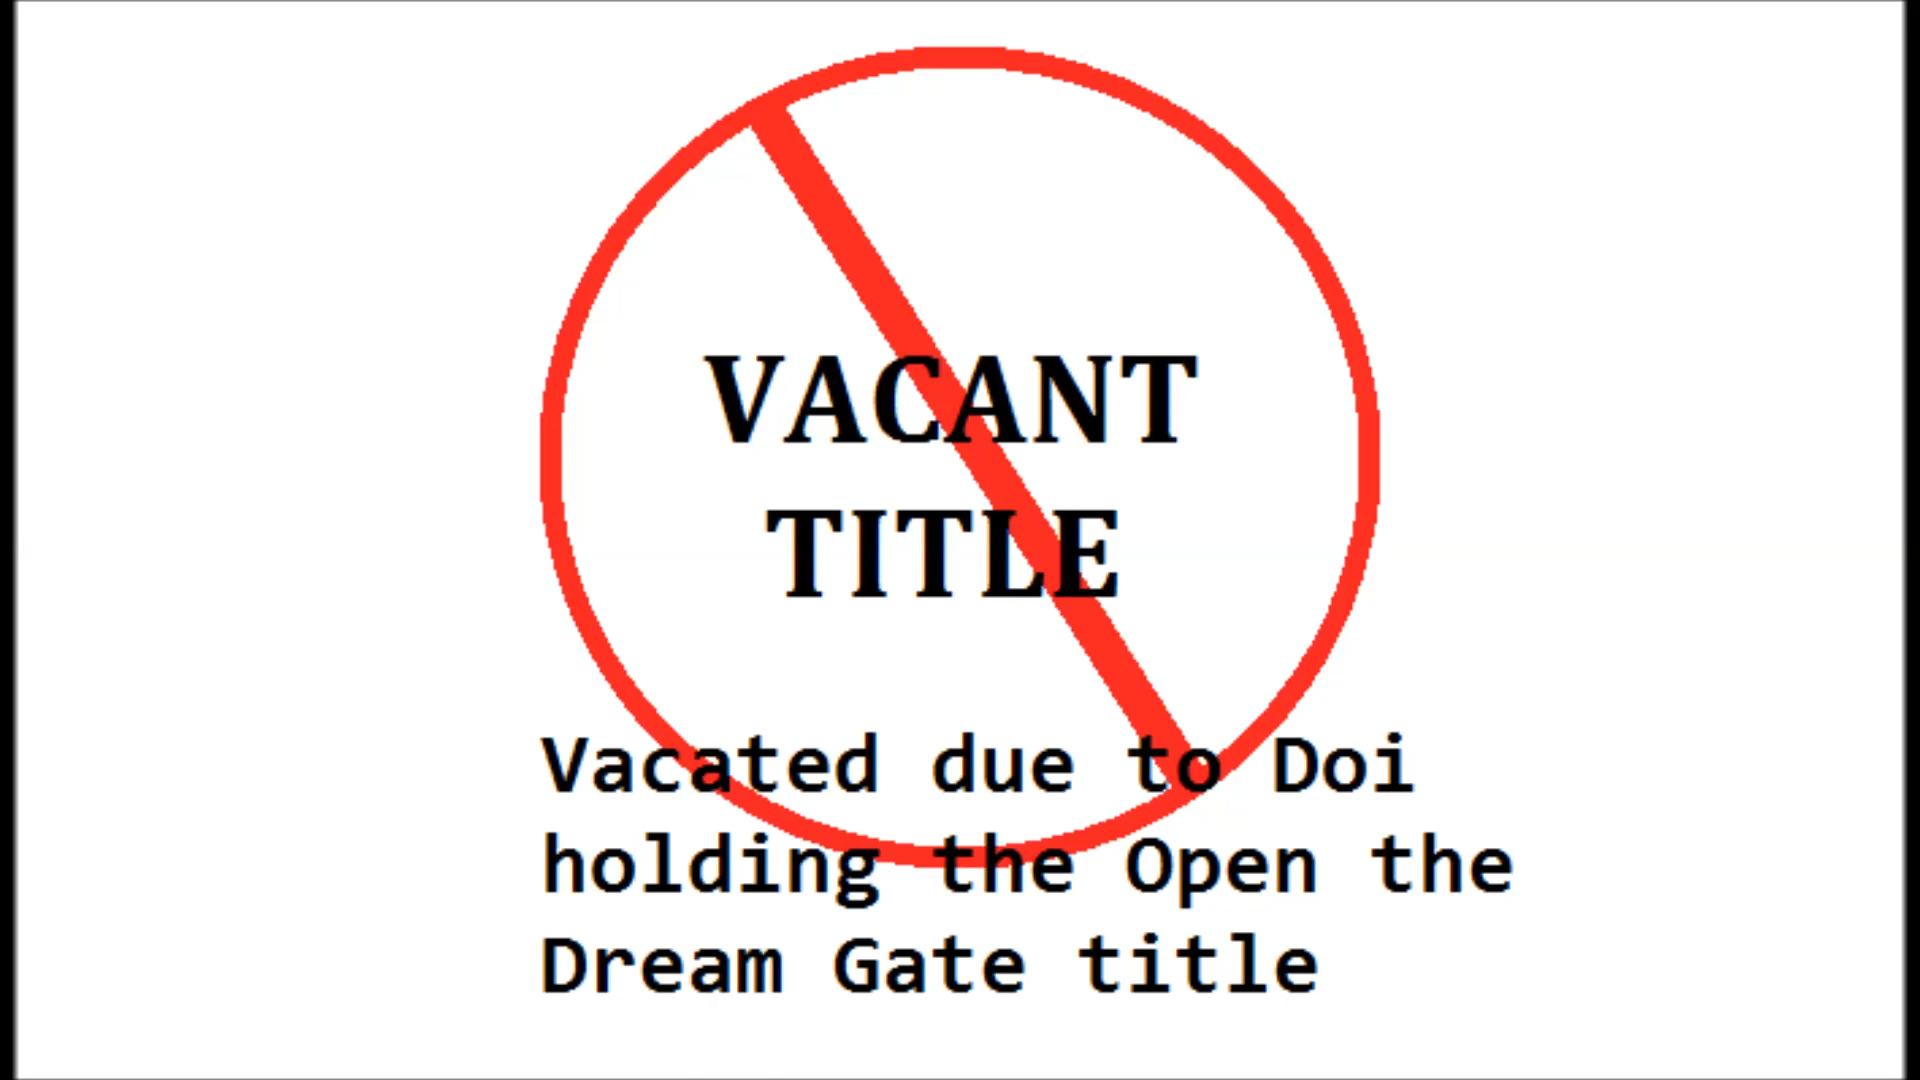 VACANT
TITLE
Vacated due to Doi
holding the Open the
Dream Gate title